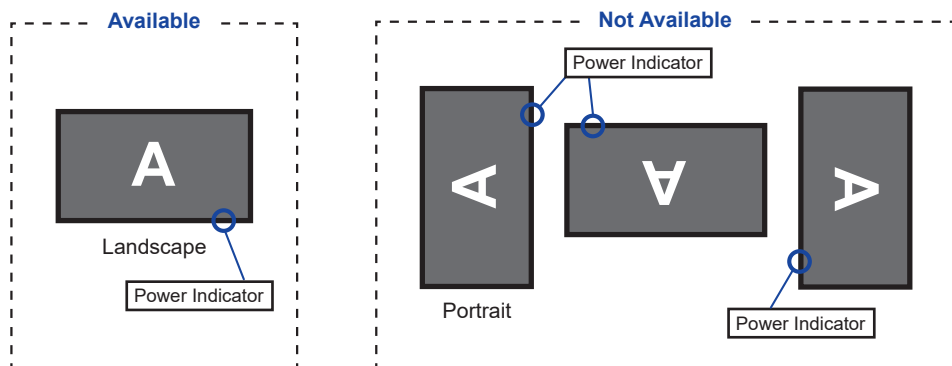 Available
A
Landscape
Power Indicator
Not Available
Power Indicator
A
A
A
Portrait
Power Indicator